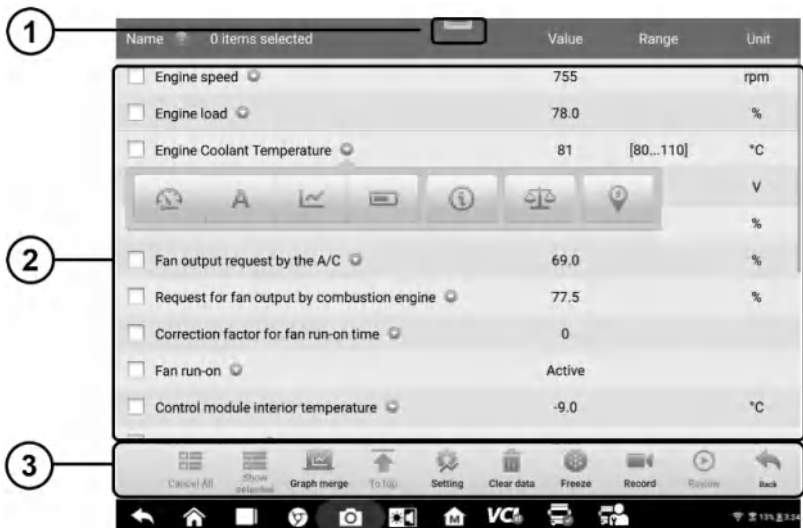 1
Name 0 items selected Value Range Unit
Engine speed 755 rpm
Engine load 78.0 %
Engine Coolant Temperature 81 [80...110] °C
A V
%
2
Fan output request by the A/C 69.0 %
Request for fan output by combustion engine 77.5 %
Correction factor for fan run-on time 0
Fan run-on Active
Control module interior temperature -9.0 °C
3
Cancel All Show selected Graph merge To top Setting Clear data Freeze Record Review Back
M VCI 13% 3:24